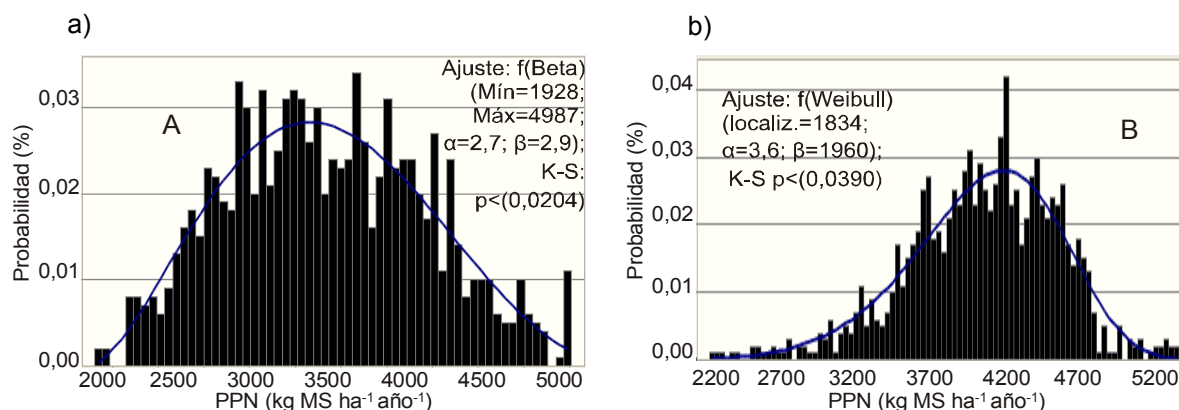 a)
Ajuste: f(Beta)
(Mín=1928;
Máx=4987;
α=2,7; β=2,9);
K-S:
p<(0,0204)
A
Probabilidad (%)
0,03
0,02
0,01
0,00
2000 2500 3000 3500 4000 4500 5000
PPN (kg MS ha⁻¹ año⁻¹)
b)
Ajuste: f(Weibull)
(localiz.=1834;
α=3,6; β=1960);
K-S p<(0,0390)
B
Probabilidad (%)
0,04
0,03
0,02
0,01
0,00
2200 2700 3200 3700 4200 4700 5200
PPN (kg MS ha⁻¹ año⁻¹)